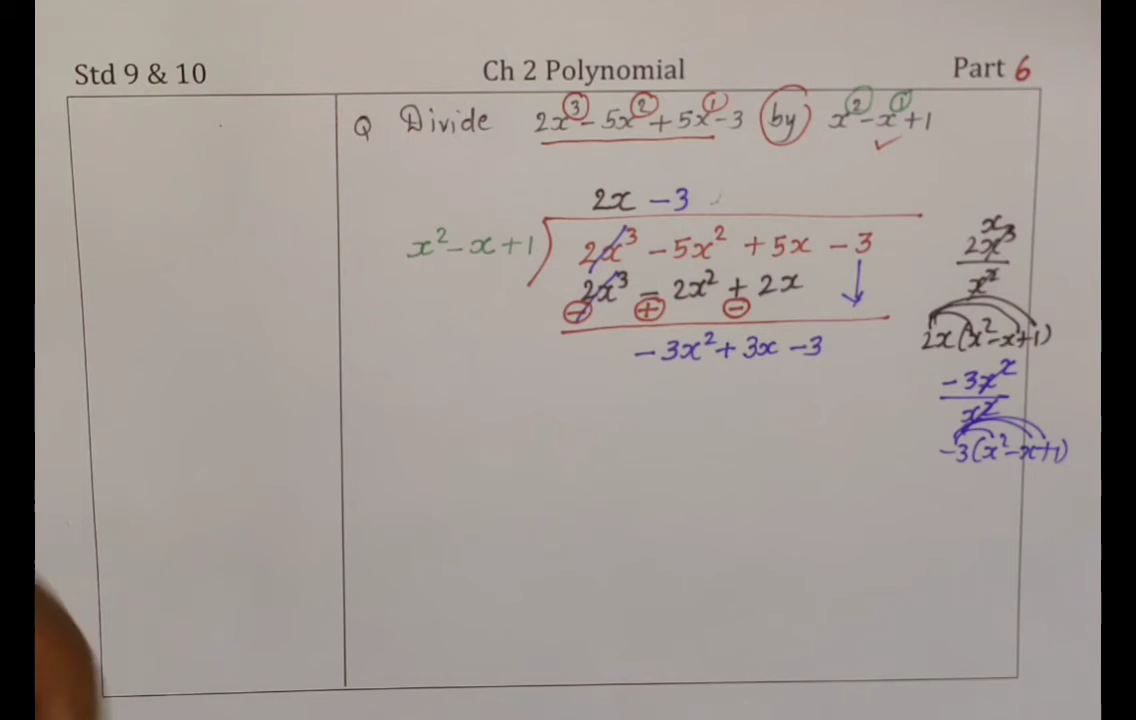 Std 9 & 10 Ch 2 Polynomial Part 6
Q Divide 2x³ - 5x² + 5x¹ - 3 by x² - x¹ + 1
2x - 3
x² - x + 1 ) 2x³ - 5x² + 5x - 3
2x³ - 2x² + 2x
- + -
-3x² + 3x - 3
x
2x³
x²
2x(x² - x + 1)
-3x²
x²
-3(x² - x + 1)